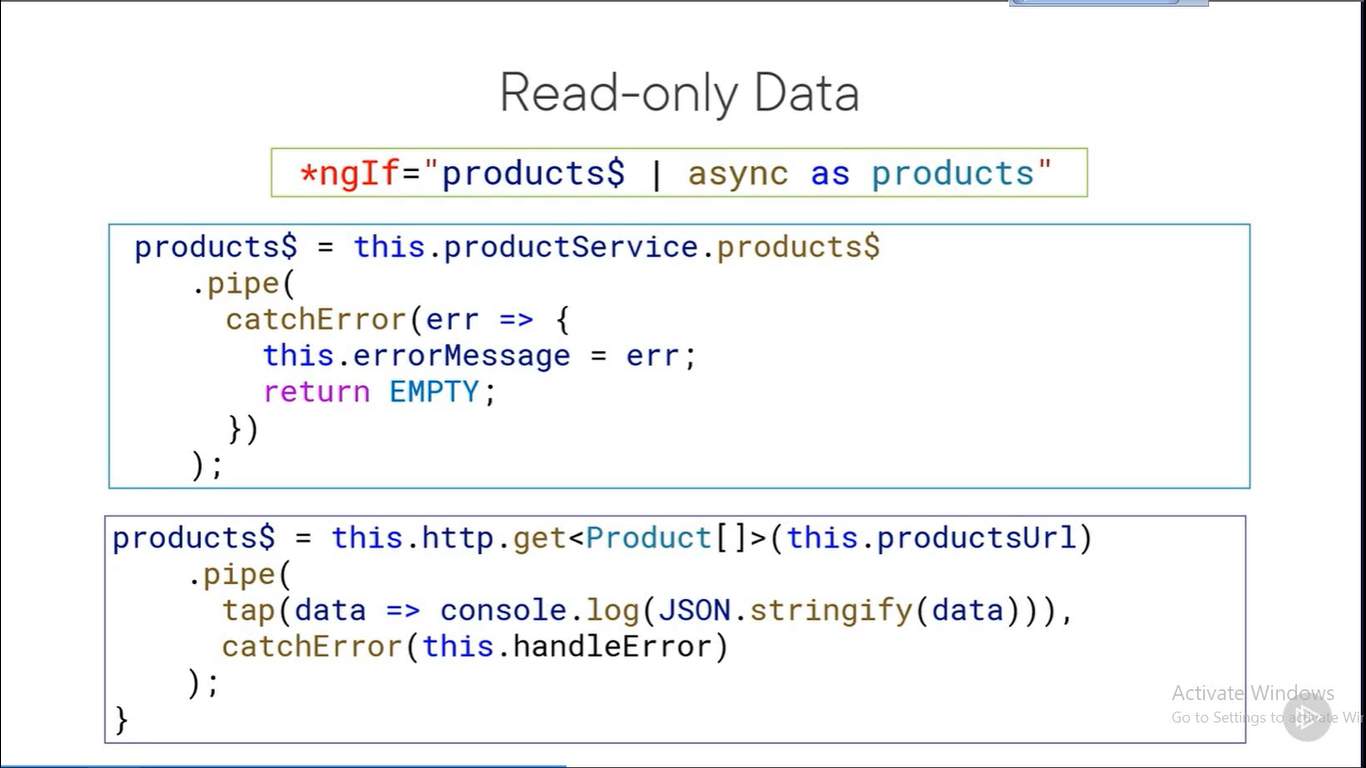 Read-only Data
*ngIf="products$ | async as products"
products$ = this.productService.products$
.pipe(
catchError(err => {
this.errorMessage = err;
return EMPTY;
})
);
products$ = this.http.get<Product[]>(this.productsUrl)
.pipe(
tap(data => console.log(JSON.stringify(data))),
catchError(this.handleError)
);
}
Activate Windows
Go to Settings to activate Wi